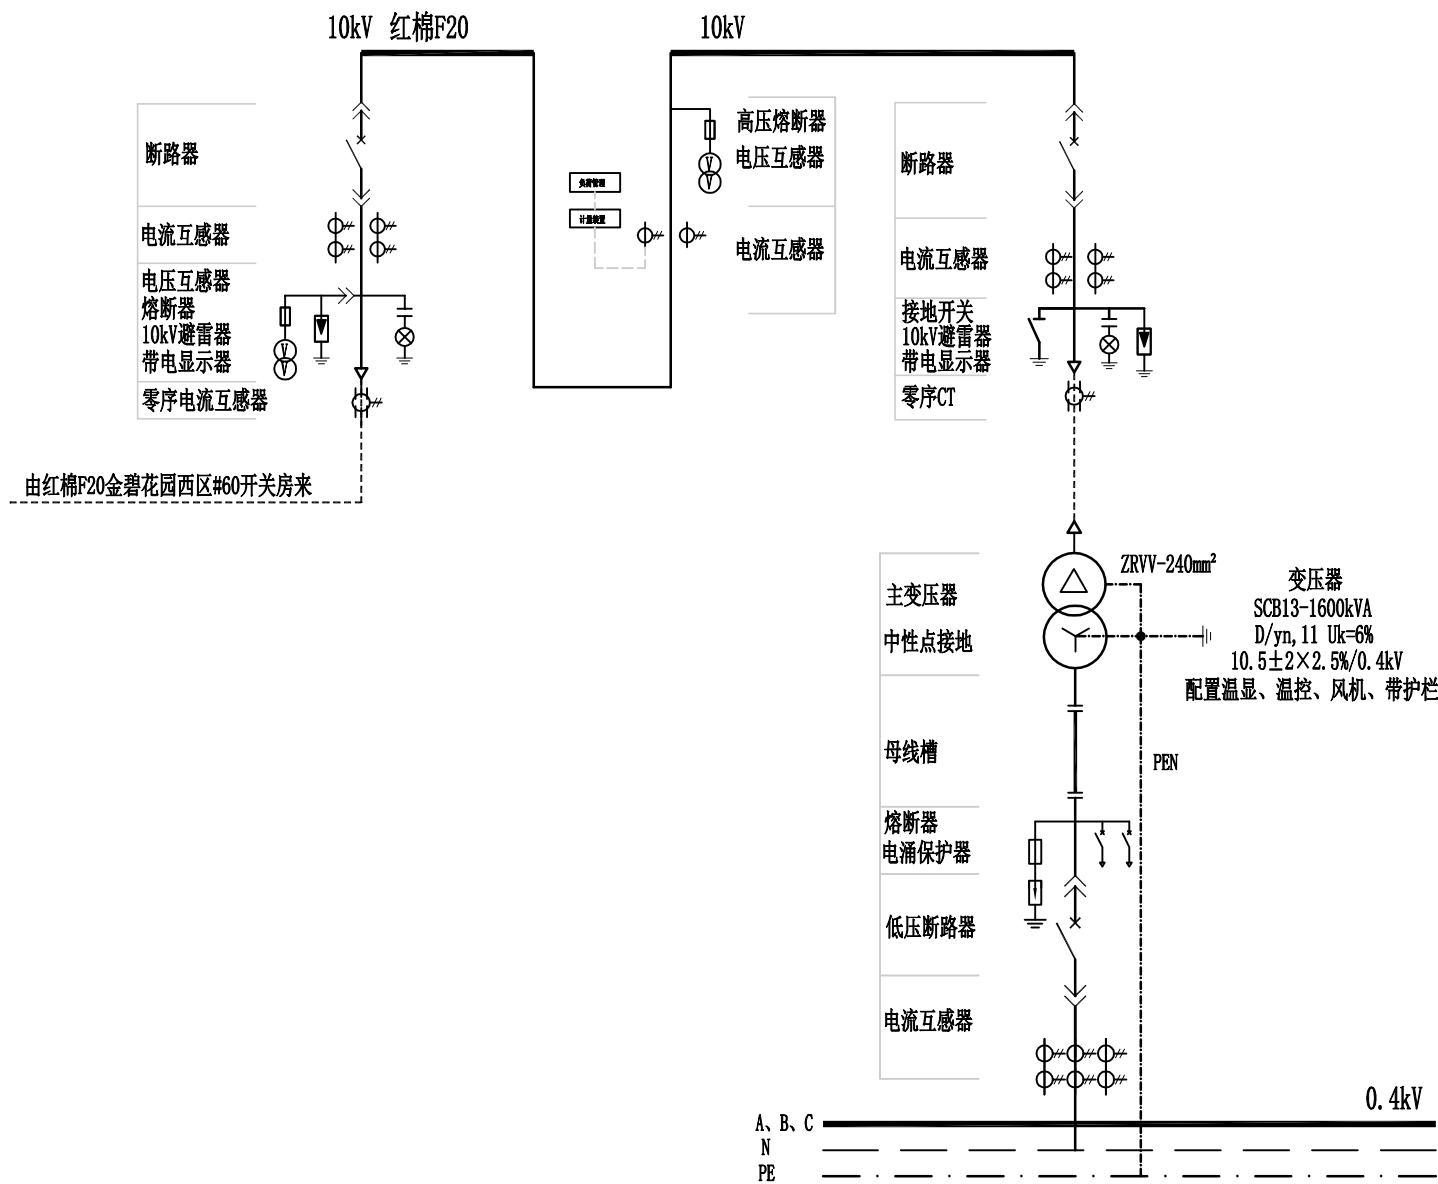 10kV 红棉F20
10kV
断路器
电流互感器
电压互感器
熔断器
10kV避雷器
带电显示器
零序电流互感器
由红棉F20金碧花园西区#60开关房来
负荷管理
计量装置
高压熔断器
电压互感器
电流互感器
断路器
电流互感器
接地开关
10kV避雷器
带电显示器
零序CT
主变压器
中性点接地
母线槽
熔断器
电涌保护器
低压断路器
电流互感器
ZRVV-240mm²
变压器
SCB13-1600kVA
D/yn,11 Uk=6%
10.5±2×2.5%/0.4kV
配置温显、温控、风机、带护栏
PEN
0.4kV
A、B、C
N
PE